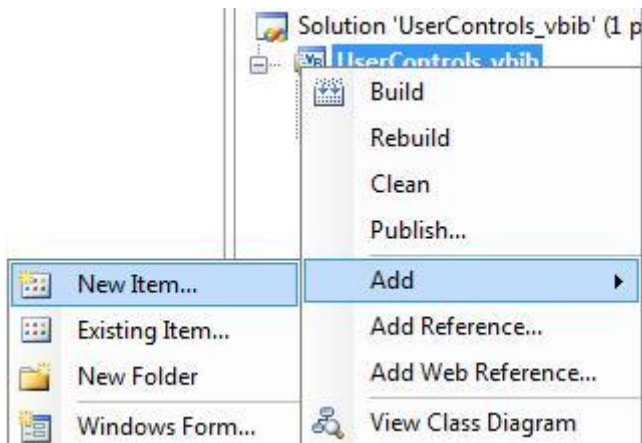 Solution 'UserControls_vbib' (1 p
UserControls_vbib
Build
Rebuild
Clean
Publish...
Add
Add Reference...
Add Web Reference...
View Class Diagram
New Item...
Existing Item...
New Folder
Windows Form...